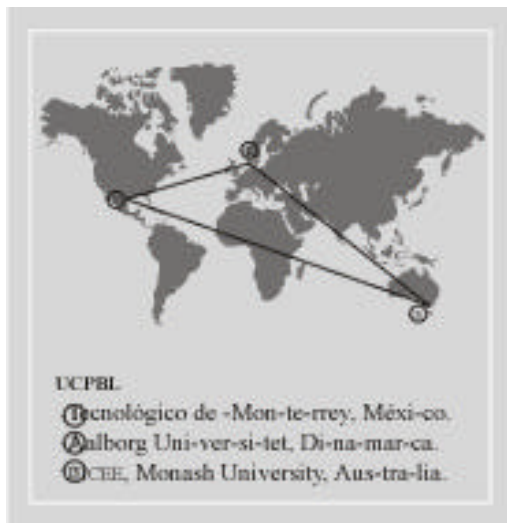 UCPBL
Tecnológico de -Mon-te-rrey, Méxi-co.
Aalborg Uni-ver-si-tet, Di-na-mar-ca.
CEE, Monash University, Aus-tra-lia.